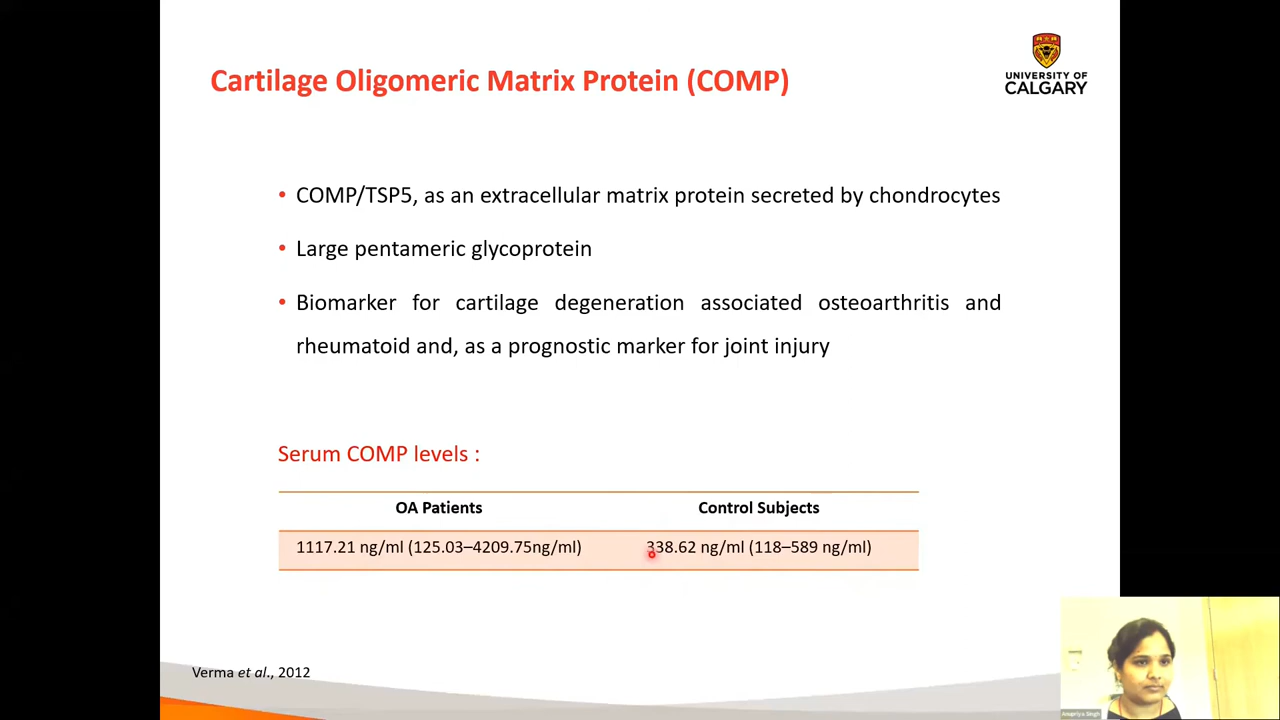 Cartilage Oligomeric Matrix Protein (COMP)
UNIVERSITY OF
CALGARY
• COMP/TSP5, as an extracellular matrix protein secreted by chondrocytes
• Large pentameric glycoprotein
• Biomarker for cartilage degeneration associated osteoarthritis and
rheumatoid and, as a prognostic marker for joint injury
Serum COMP levels :
OA Patients Control Subjects
1117.21 ng/ml (125.03–4209.75ng/ml) 338.62 ng/ml (118–589 ng/ml)
Verma et al., 2012
Anupriya Singh